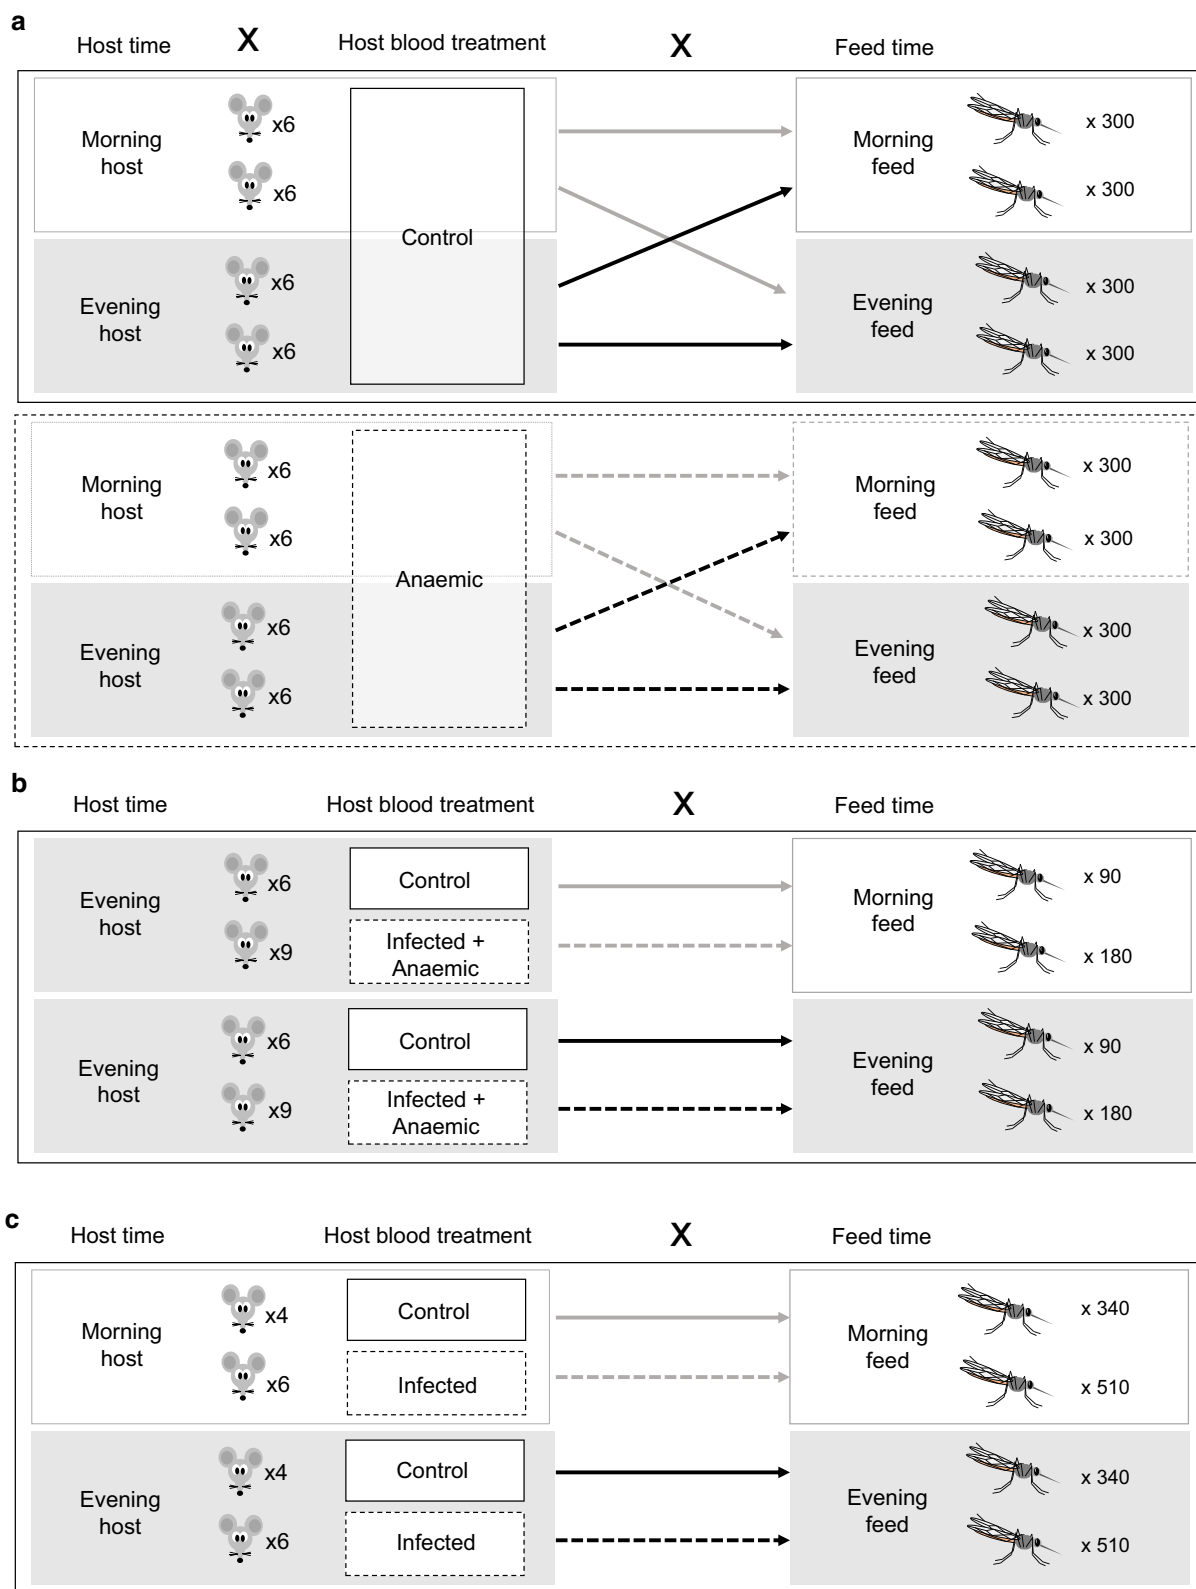 a
Host time X Host blood treatment X Feed time
Morning
host
x6
x6
Control
Morning
feed
x 300
x 300
Evening
host
x6
x6
Evening
feed
x 300
x 300
Morning
host
x6
x6
Anaemic
Morning
feed
x 300
x 300
Evening
host
x6
x6
Evening
feed
x 300
x 300
b
Host time Host blood treatment X Feed time
Evening
host
x6
x9
Control
Infected +
Anaemic
Morning
feed
x 90
x 180
Evening
host
x6
x9
Control
Infected +
Anaemic
Evening
feed
x 90
x 180
c
Host time Host blood treatment X Feed time
Morning
host
x4
x6
Control
Infected
Morning
feed
x 340
x 510
Evening
host
x4
x6
Control
Infected
Evening
feed
x 340
x 510